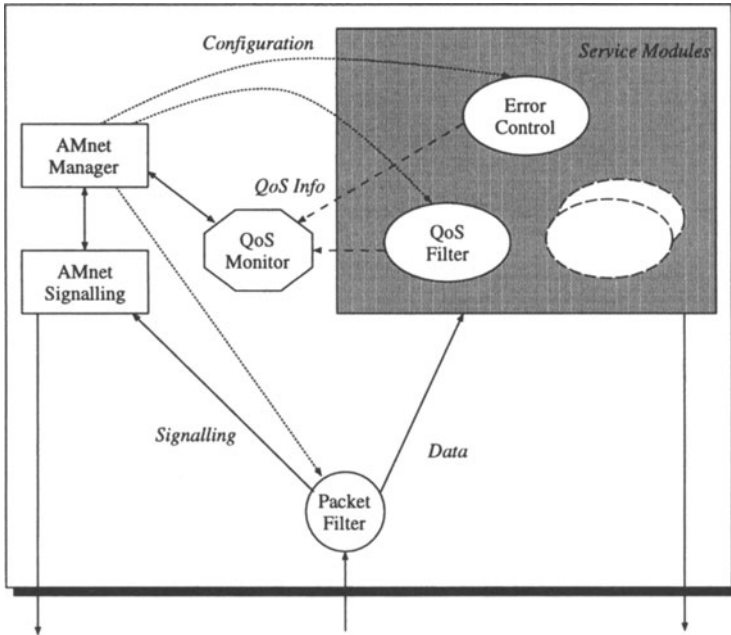 Configuration
Service Modules
Error
Control
AMnet
Manager
QoS Info
QoS
Monitor
QoS
Filter
AMnet
Signalling
Signalling
Data
Packet
Filter